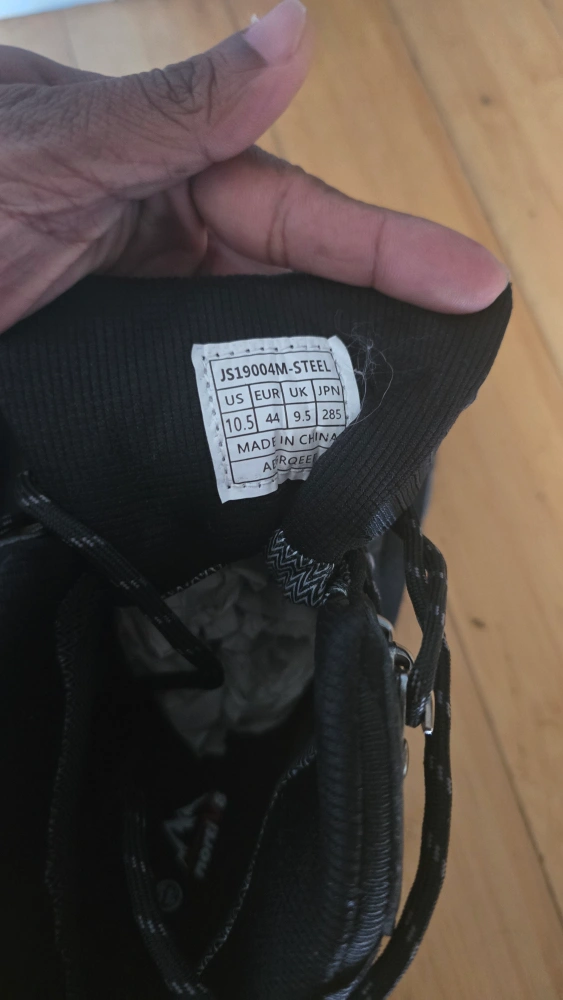 JS19004M-STEEL
US EUR UK JPN
10.5 44 9.5 285
MADE IN CHINA